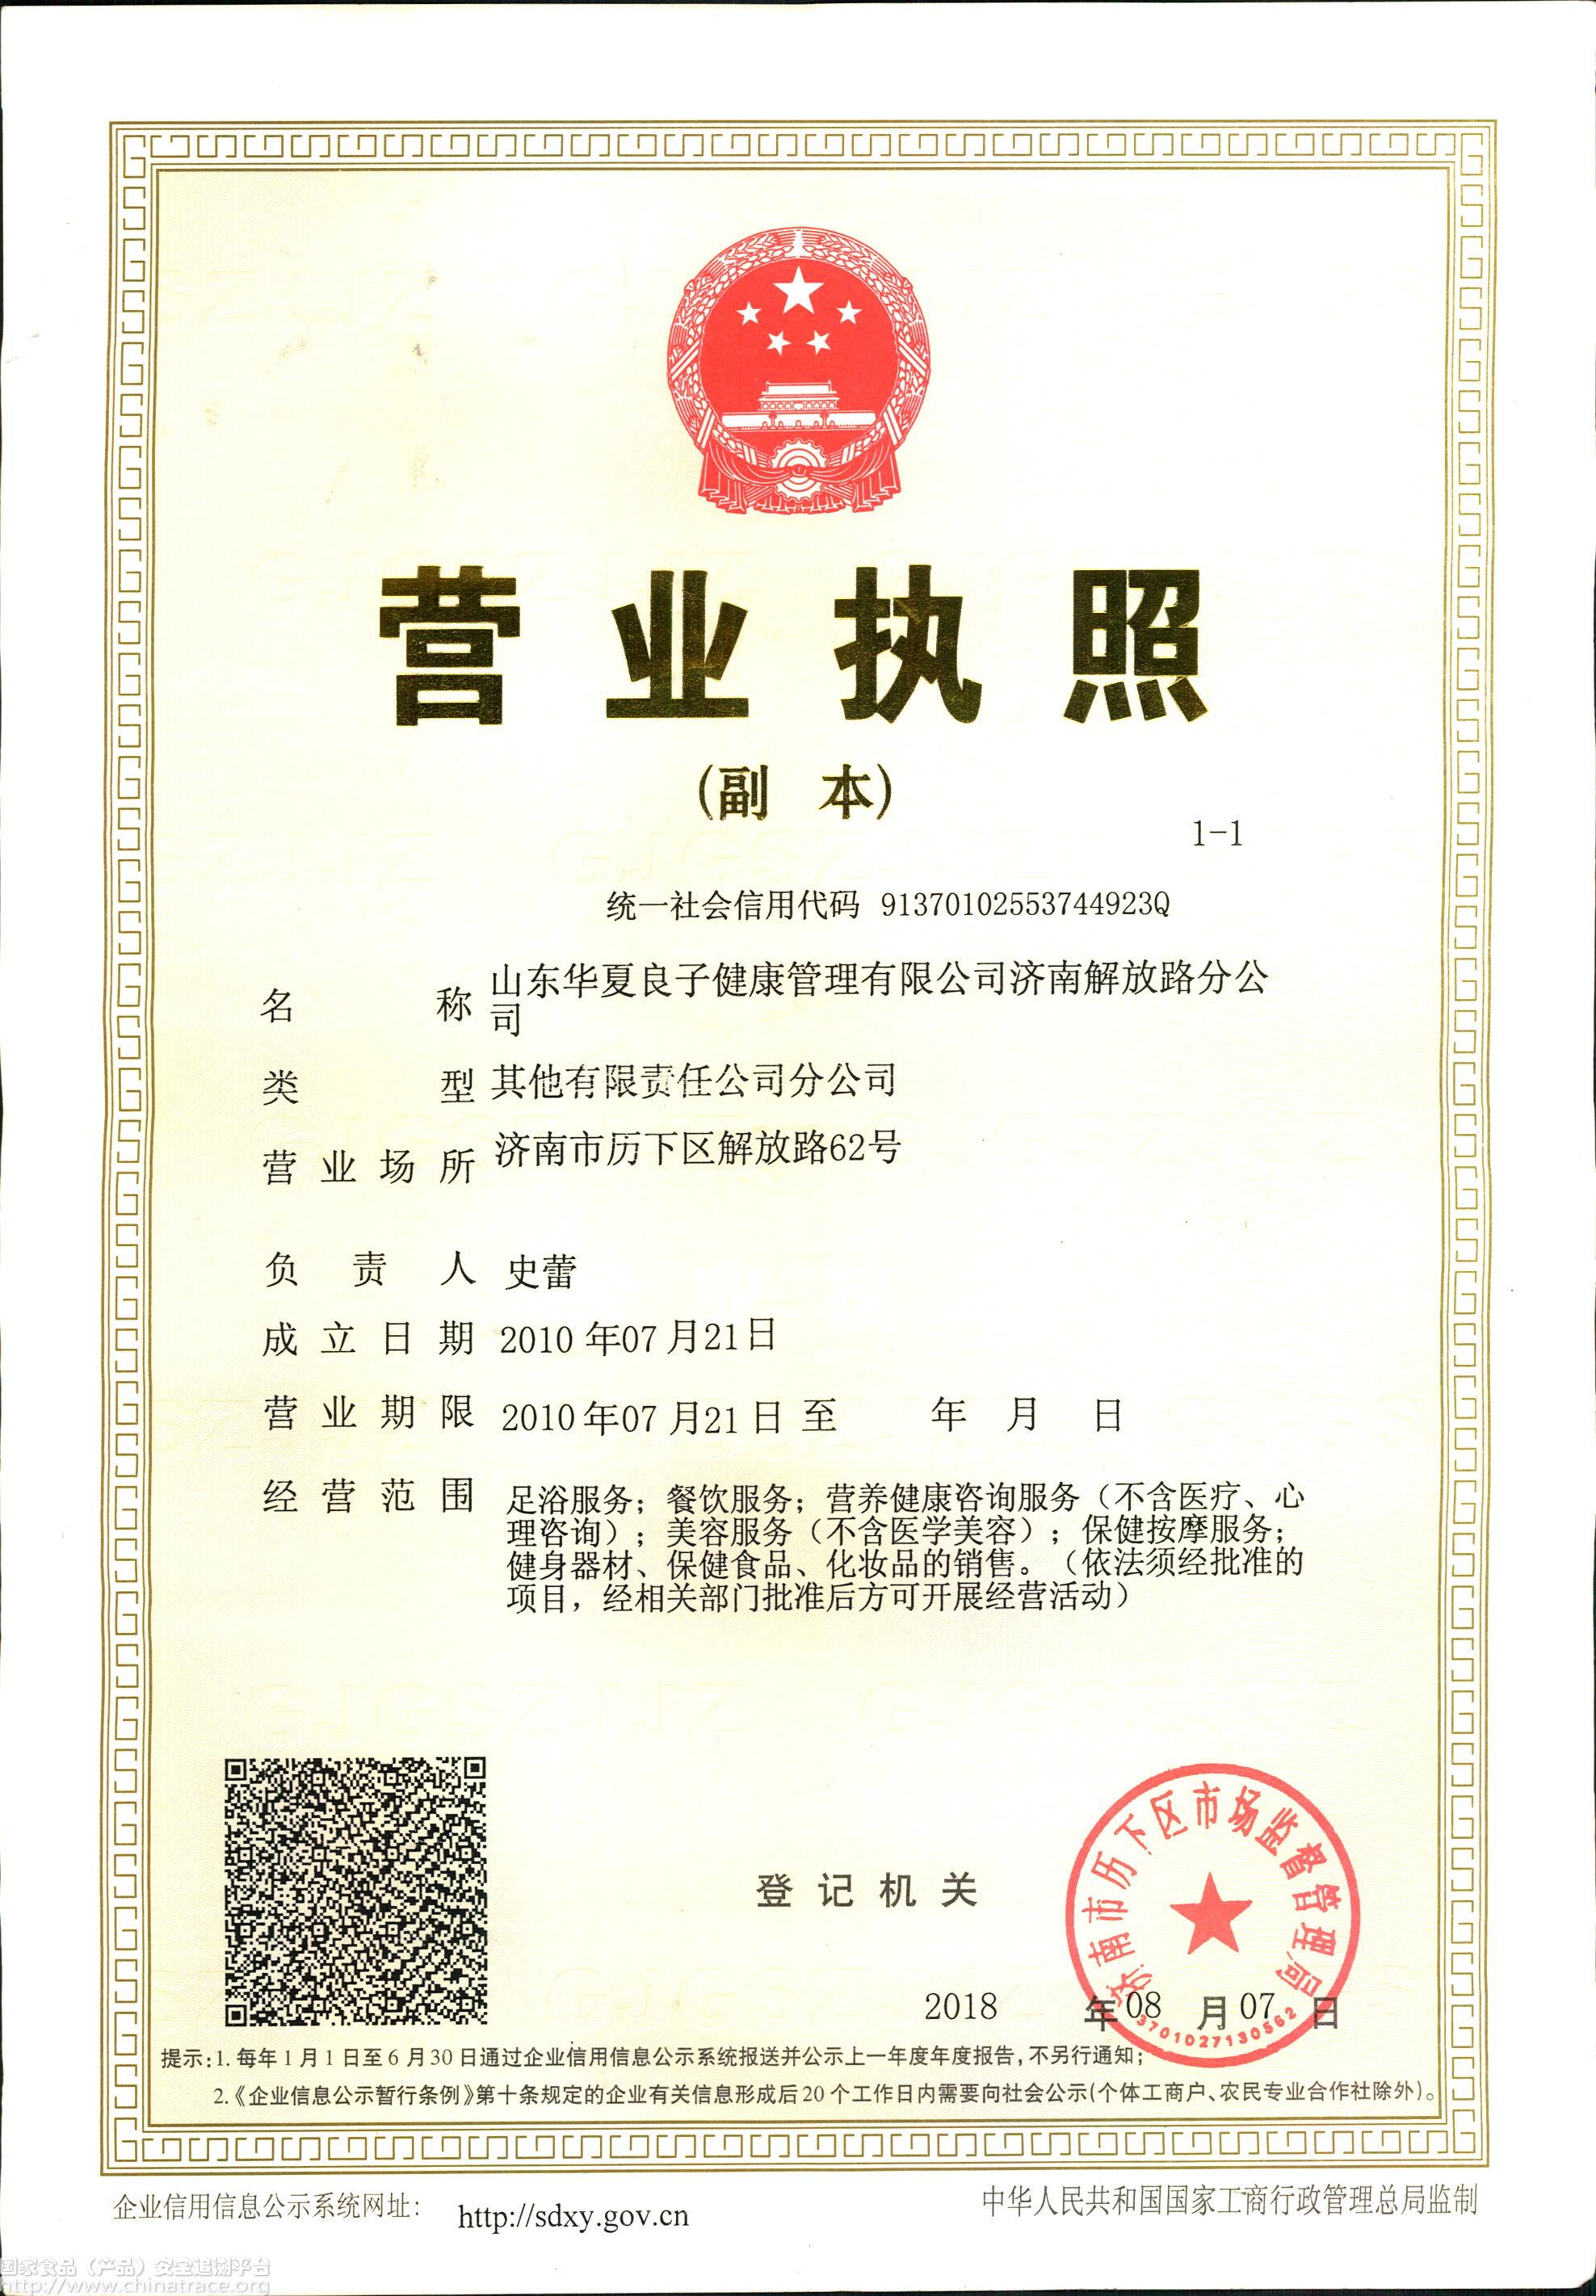 营业执照
(副 本)
1-1
统一社会信用代码 91370102553744923Q
名 称 山东华夏良子健康管理有限公司济南解放路分公
司
类 型 其他有限责任公司分公司
营业场所 济南市历下区解放路62号
负责人 史蕾
成立日期 2010年07月21日
营业期限 2010年07月21日至 年 月 日
经营范围 足浴服务；餐饮服务；营养健康咨询服务（不含医疗、心
理咨询）；美容服务（不含医学美容）；保健按摩服务；
健身器材、保健食品、化妆品的销售。（依法须经批准的
项目，经相关部门批准后方可开展经营活动）
登记机关
济南市历下区市场监督管理局
3701027130562
2018 年08 月07 日
提示：1.每年1月1日至6月30日通过企业信用信息公示系统报送并公示上一年度年度报告，不另行通知；
2.《企业信息公示暂行条例》第十条规定的企业有关信息形成后20个工作日内需要向社会公示（个体工商户、农民专业合作社除外）。
企业信用信息公示系统网址： http://sdxy.gov.cn
中华人民共和国国家工商行政管理总局监制
国家食品（产品）安全追溯平台
http://www.chinatrace.org